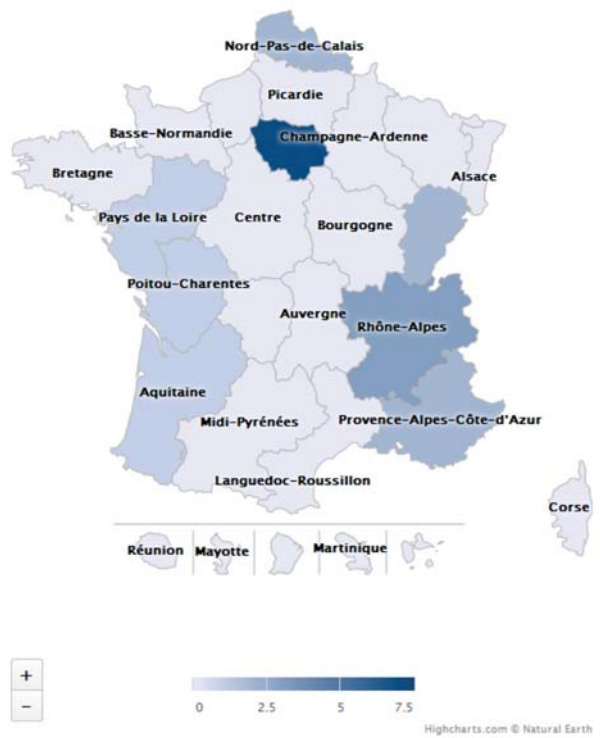 Nord-Pas-de-Calais
Picardie
Basse-Normandie
Champagne-Ardenne
Bretagne
Alsace
Pays de la Loire
Centre
Bourgogne
Poitou-Charentes
Auvergne
Rhône-Alpes
Aquitaine
Midi-Pyrénées
Provence-Alpes-Côte-d'Azur
Languedoc-Roussillon
Corse
Réunion
Mayotte
Martinique
+
−
0 2.5 5 7.5
Highcharts.com © Natural Earth